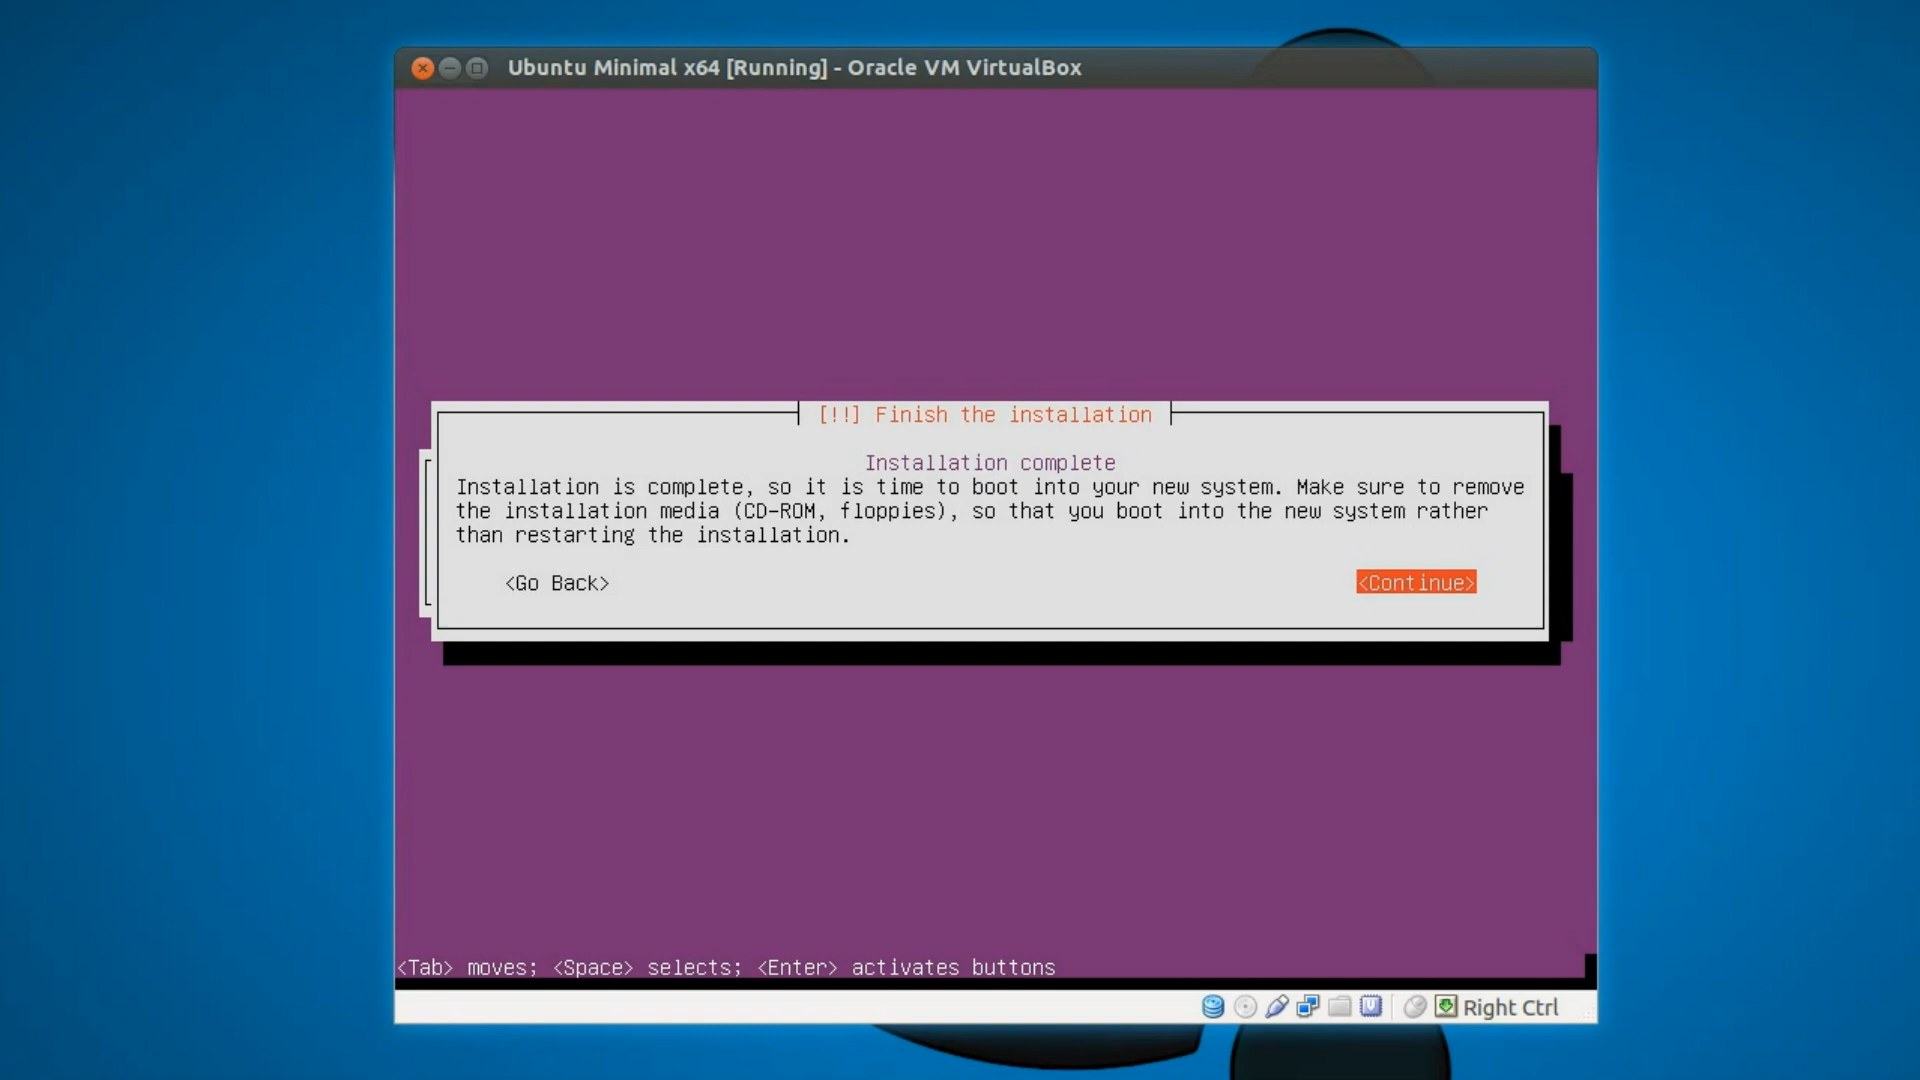 Ubuntu Minimal x64 [Running] - Oracle VM VirtualBox
[!!] Finish the installation
Installation complete
Installation is complete, so it is time to boot into your new system. Make sure to remove
the installation media (CD-ROM, floppies), so that you boot into the new system rather
than restarting the installation.
<Go Back> <Continue>
<Tab> moves; <Space> selects; <Enter> activates buttons
Right Ctrl